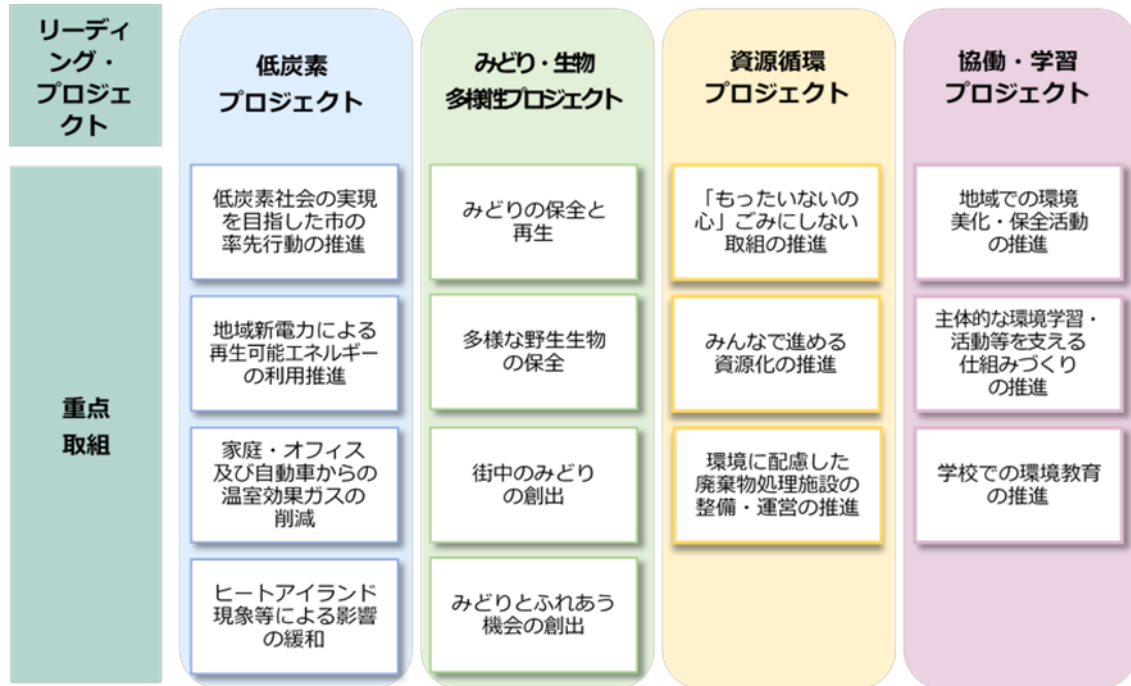 リーディ
ング・
プロジェ
クト
低炭素
プロジェクト
みどり・生物
多様性プロジェクト
資源循環
プロジェクト
協働・学習
プロジェクト
重点
取組
低炭素社会の実現
を目指した市の
率先行動の推進
地域新電力による
再生可能エネルギー
の利用推進
家庭・オフィス
及び自動車からの
温室効果ガスの
削減
ヒートアイランド
現象等による影響
の緩和
みどりの保全と
再生
多様な野生生物
の保全
街中のみどり
の創出
みどりとふれあう
機会の創出
「もったいないの
心」ごみにしない
取組の推進
みんなで進める
資源化の推進
環境に配慮した
廃棄物処理施設の
整備・運営の推進
地域での環境
美化・保全活動
の推進
主体的な環境学習・
活動等を支える
仕組みづくり
の推進
学校での環境教育
の推進